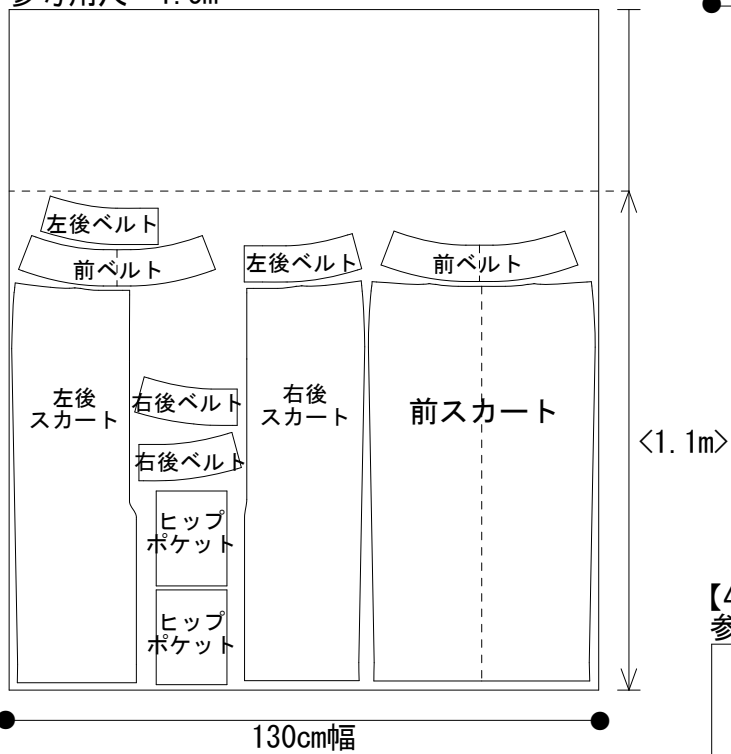 左後ベルト
前ベルト
左後ベルト
前ベルト
左後
スカート
右後ベルト
右後ベルト
右後
スカート
前スカート
<1.1m>
ヒップ
ポケット
ヒップ
ポケット
130cm幅